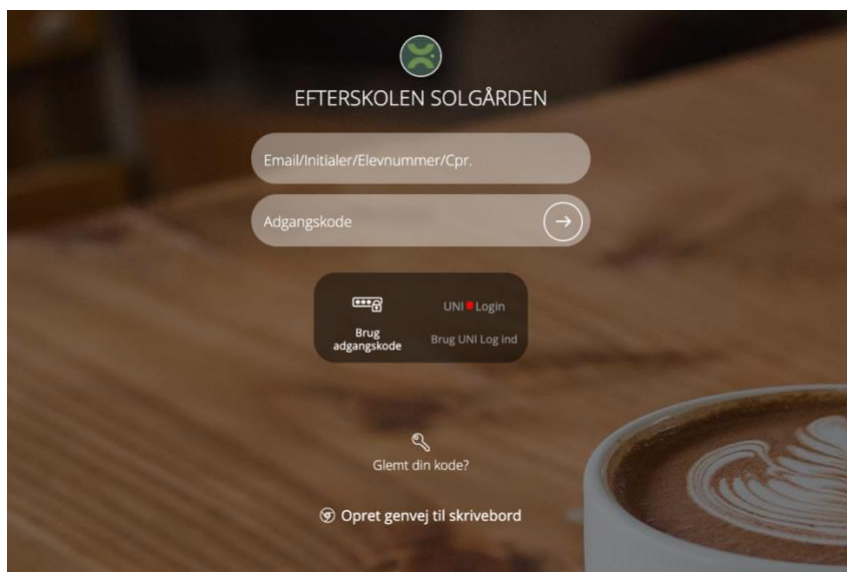 EFTERSKOLEN SOLGÅRDEN
Email/Initialer/Elevnummer/Cpr.
Adgangskode
UNI Login
Brug
adgangskode
Brug UNI Log ind
Glemt din kode?
Opret genvej til skrivebord